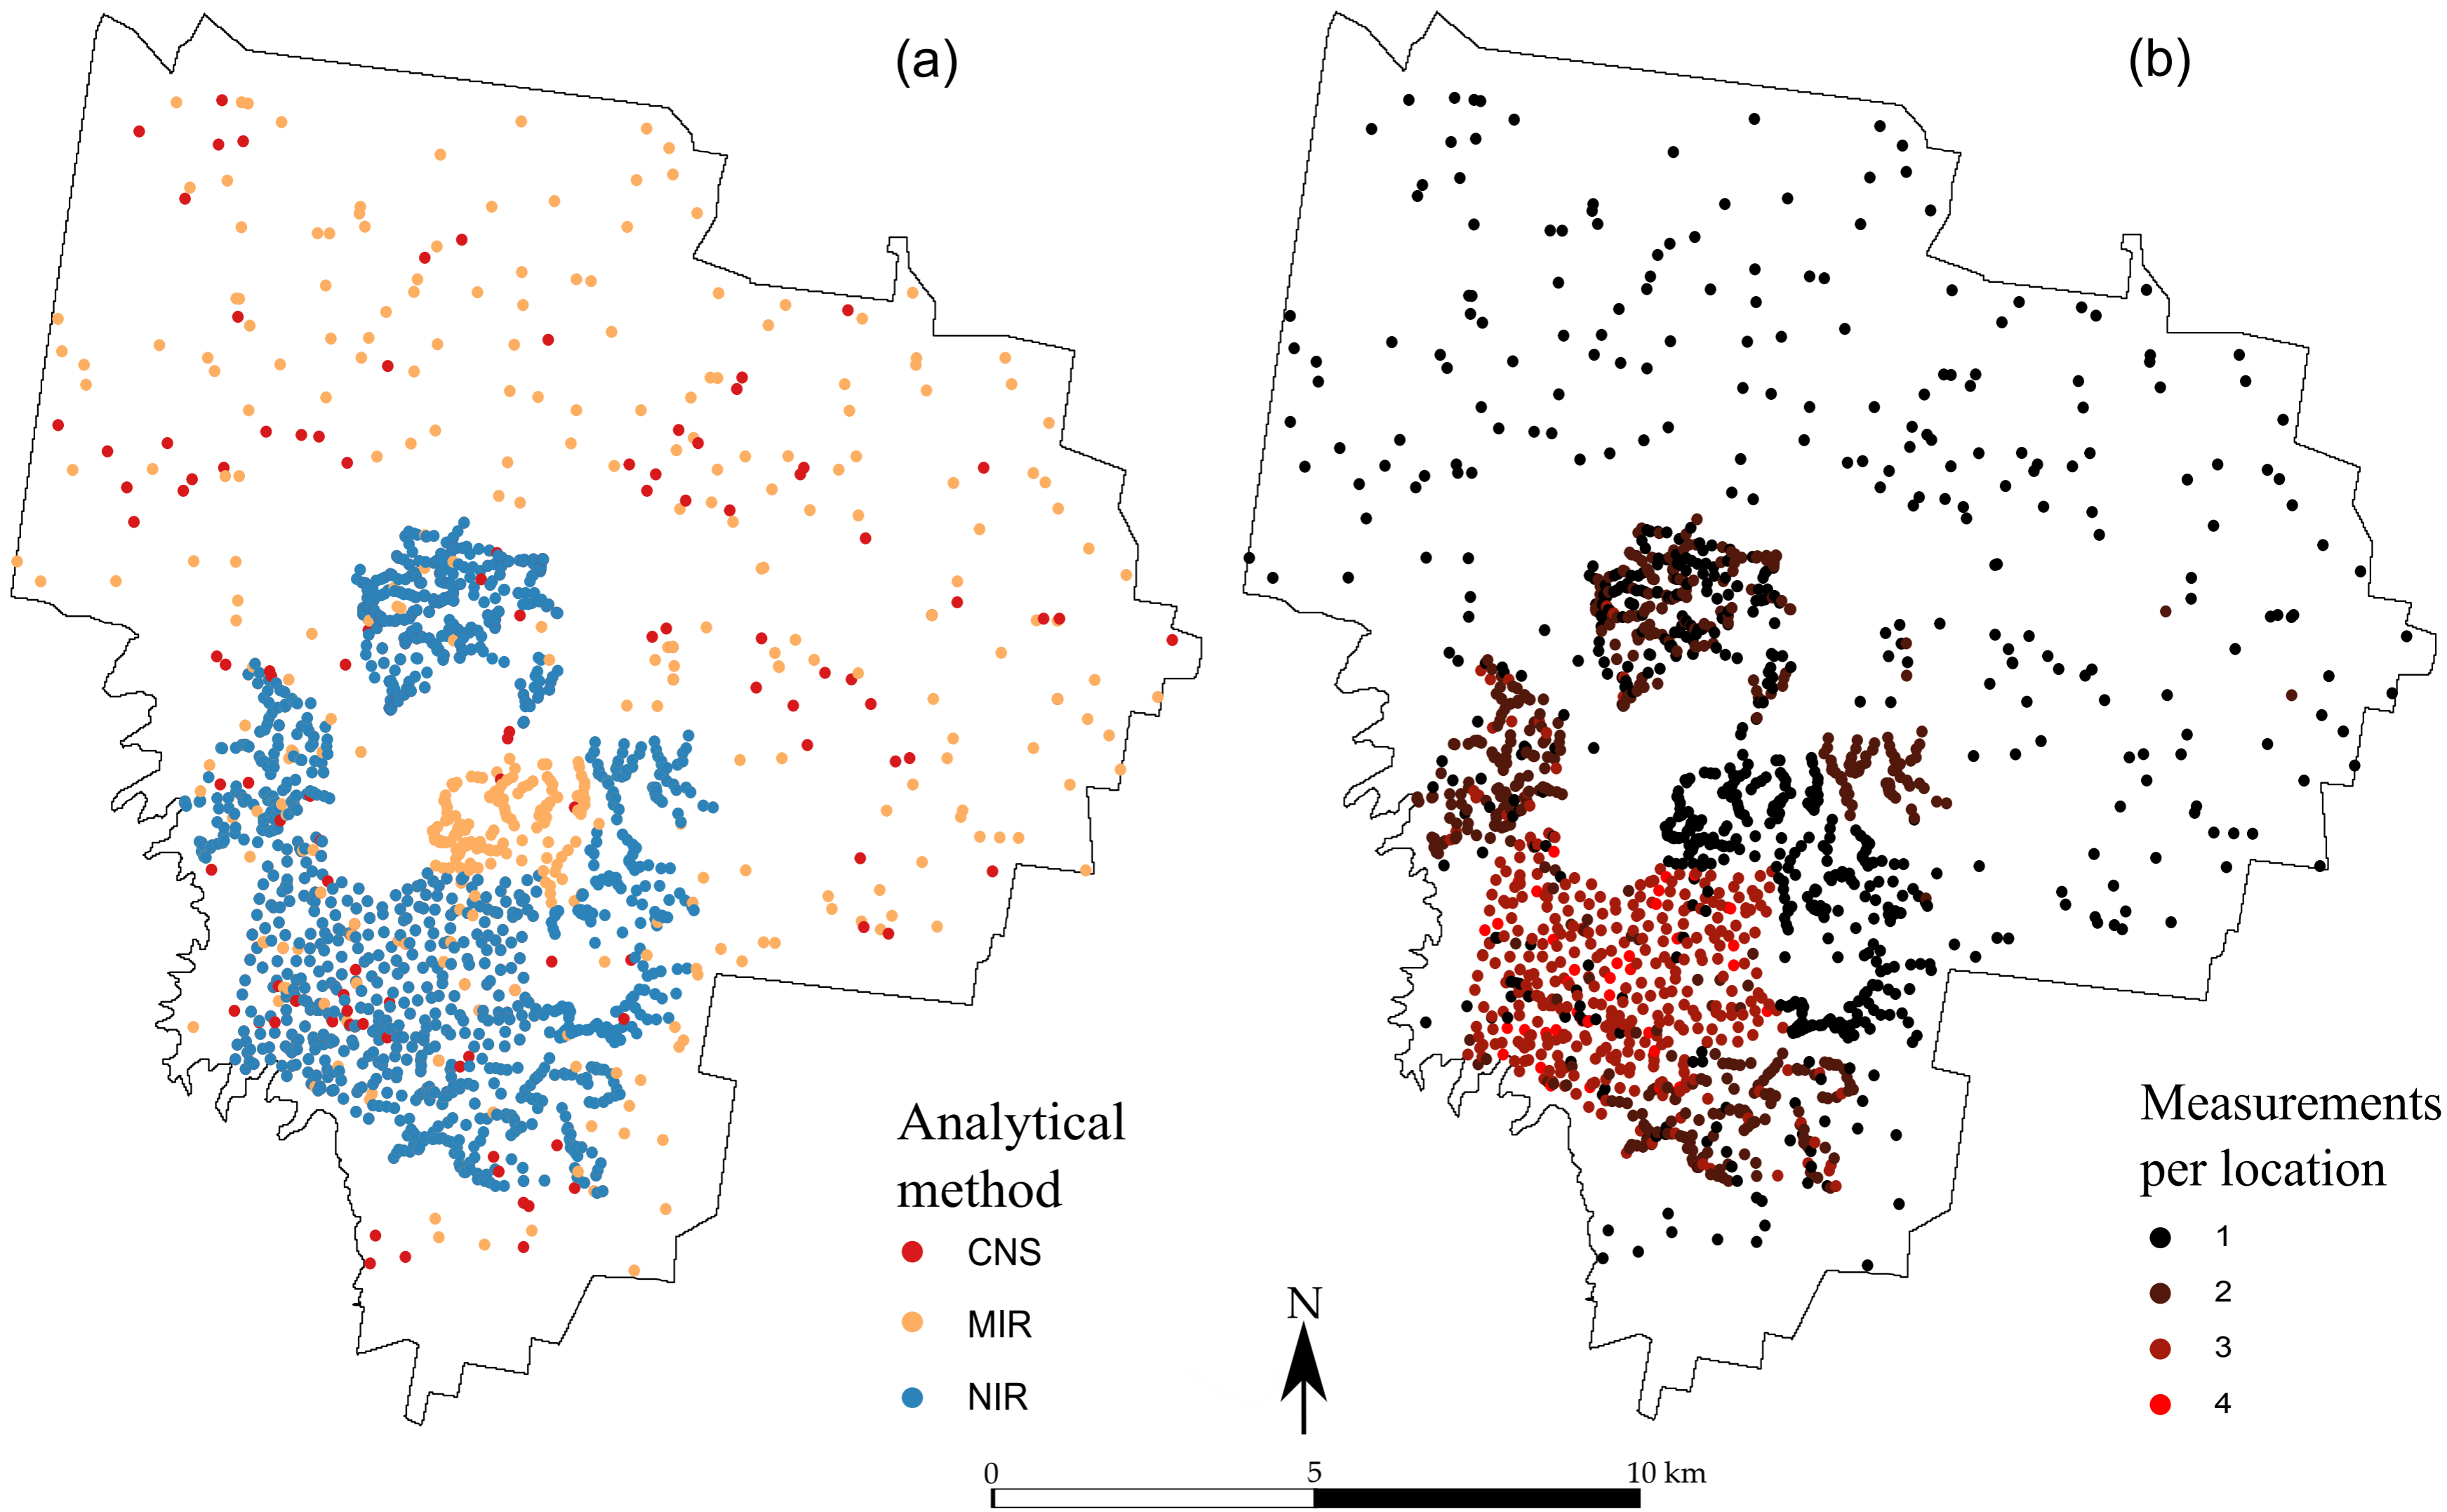 (a)
(b)
Analytical
method
CNS
MIR
NIR
Measurements
per location
1
2
3
4
N
0 5 10 km